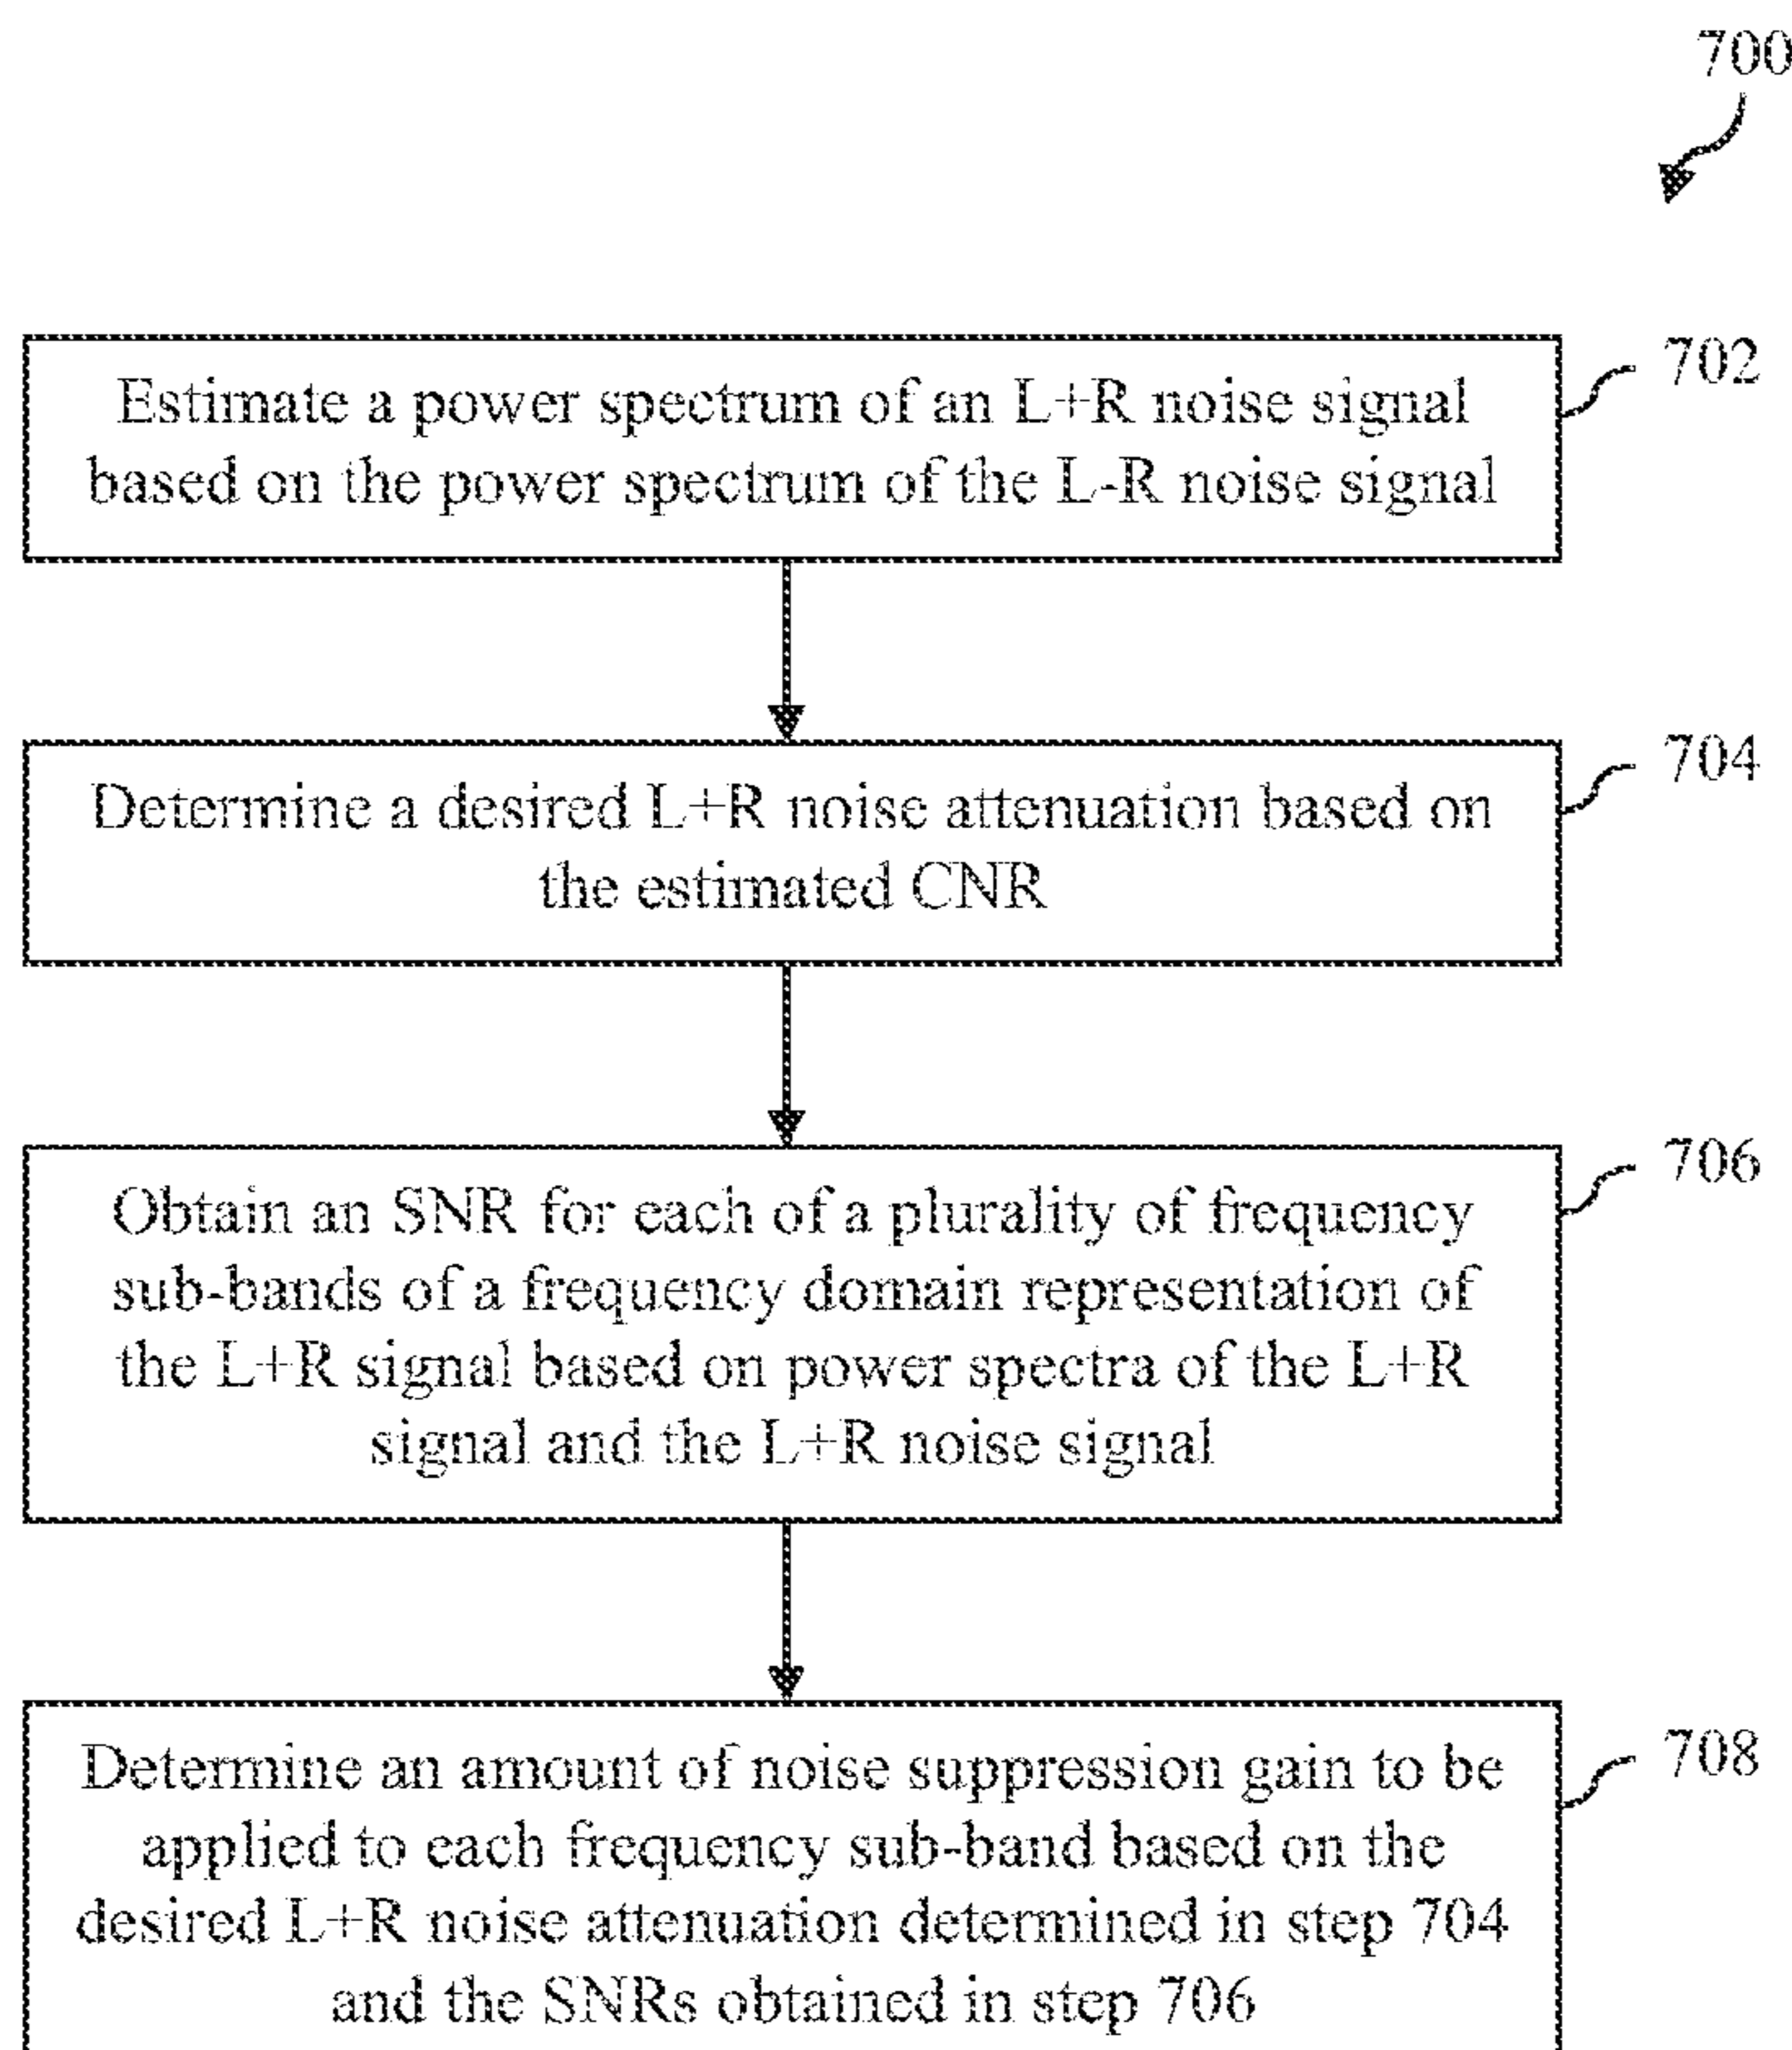 700
Estimate a power spectrum of an L+R noise signal
based on the power spectrum of the L-R noise signal
702
Determine a desired L+R noise attenuation based on
the estimated CNR
704
Obtain an SNR for each of a plurality of frequency
sub-bands of a frequency domain representation of
the L+R signal based on power spectra of the L+R
signal and the L+R noise signal
706
Determine an amount of noise suppression gain to be
applied to each frequency sub-band based on the
desired L+R noise attenuation determined in step 704
and the SNRs obtained in step 706
708